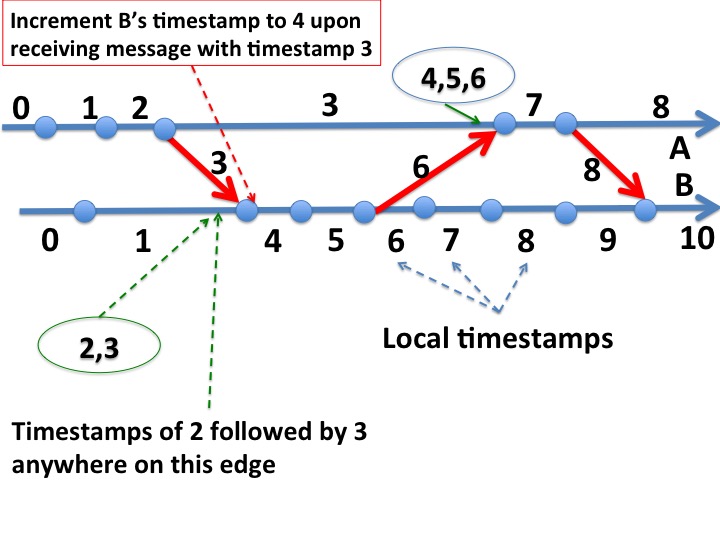 Increment B's timestamp to 4 upon
receiving message with timestamp 3
4,5,6
0 1 2 3 7 8
A
3 6 8
B
0 1 4 5 6 7 8 9 10
2,3
Local timestamps
Timestamps of 2 followed by 3
anywhere on this edge